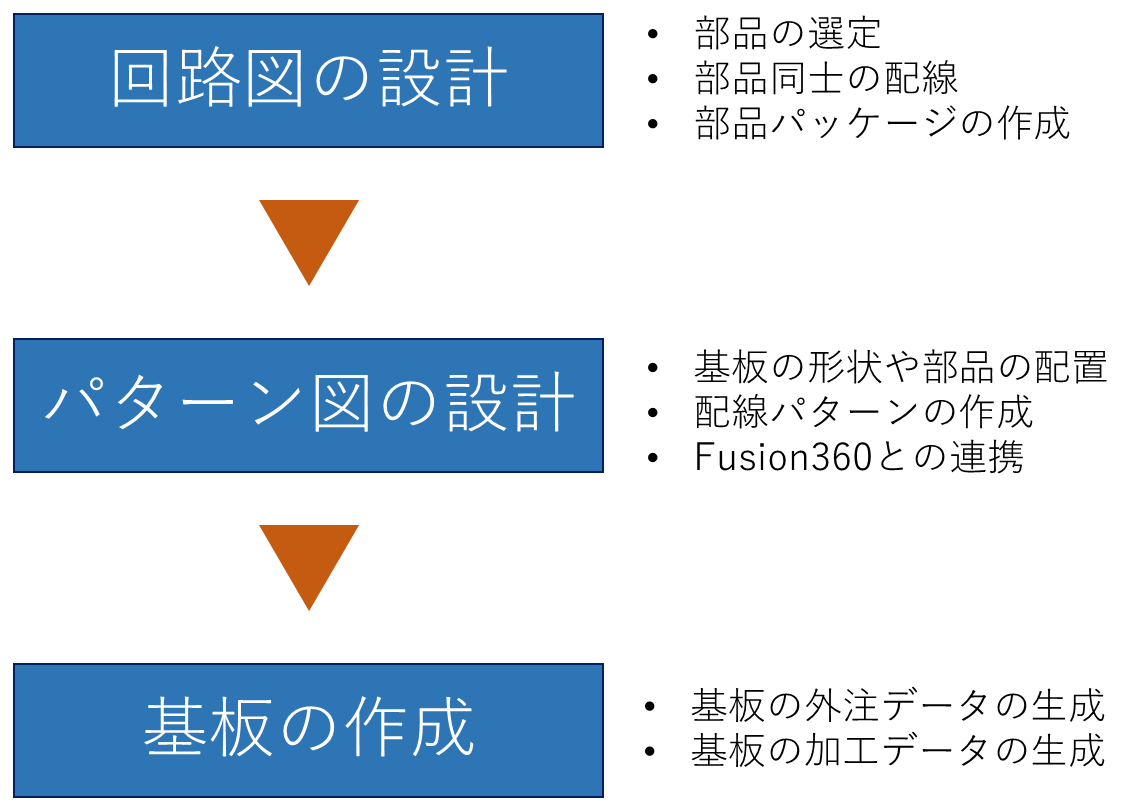 回路図の設計
• 部品の選定
• 部品同士の配線
• 部品パッケージの作成
パターン図の設計
• 基板の形状や部品の配置
• 配線パターンの作成
• Fusion360との連携
基板の作成
• 基板の外注データの生成
• 基板の加工データの生成